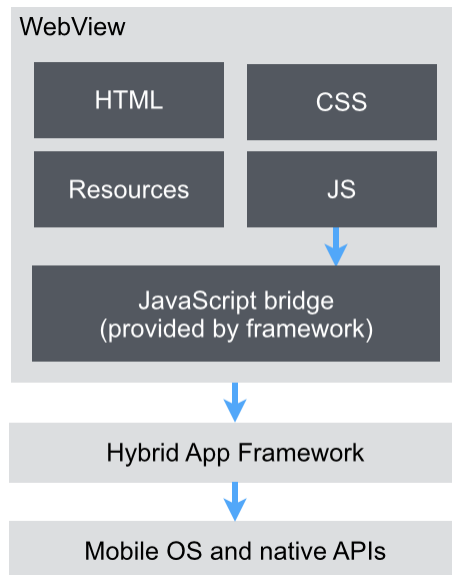 WebView
HTML
CSS
Resources
JS
JavaScript bridge
(provided by framework)
Hybrid App Framework
Mobile OS and native APIs